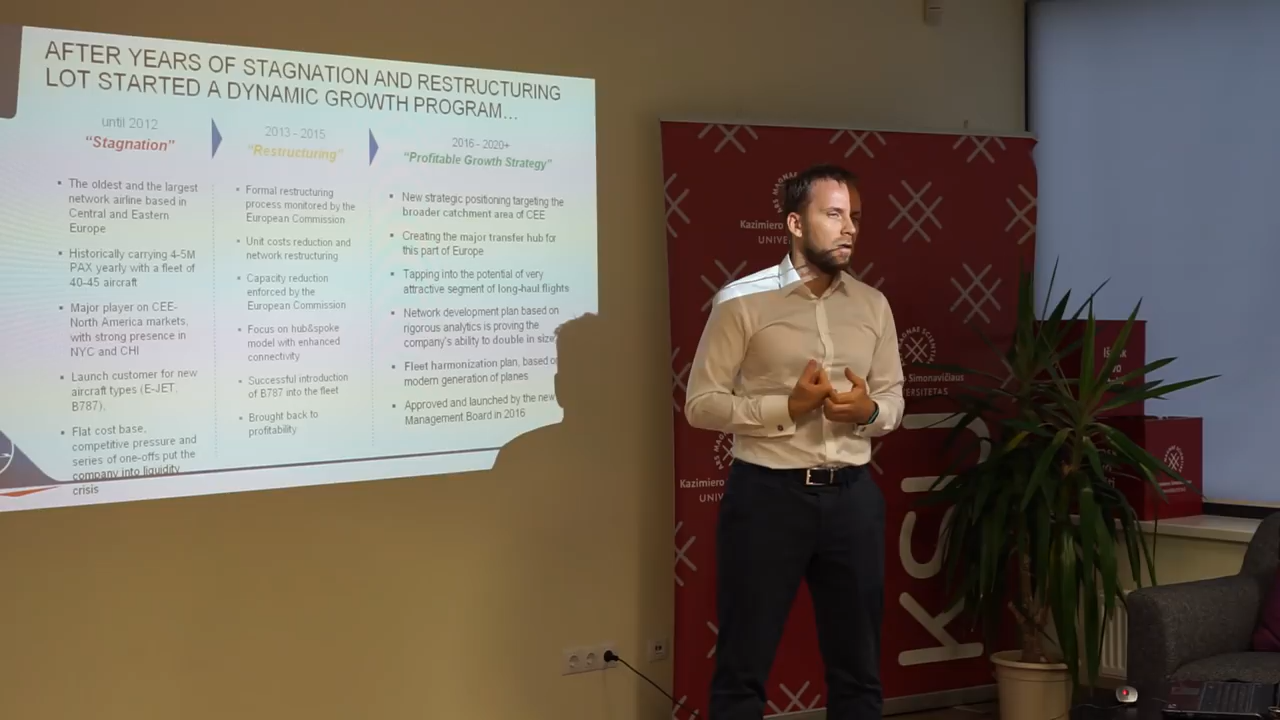 AFTER YEARS OF STAGNATION AND RESTRUCTURING
LOT STARTED A DYNAMIC GROWTH PROGRAM...
until 2012
"Stagnation"
The oldest and the largest
network airline based in
Central and Eastern
Europe
Historically carrying 4-5M
PAX yearly with a fleet of
40-45 aircraft
Major player on CEE-
North America markets,
with strong presence in
NYC and CHI
Launch customer for new
aircraft types (E-JET,
B787),
Flat cost base,
competitive pressure and
series of one-offs put the
company into liquidity
crisis
2013 - 2015
"Restructuring"
Formal restructuring
process monitored by the
European Commission
Unit costs reduction and
network restructuring
Capacity reduction
enforced by the
European Commission
Focus on hub&spoke
model with enhanced
connectivity
Successful introduction
of B787 into the fleet
Brought back to
profitability
2016 - 2020+
"Profitable Growth Strategy"
New strategic positioning targeting the
broader catchment area of CEE
Creating the major transfer hub for
this part of Europe
Tapping into the potential of very
attractive segment of long-haul flights
Network development plan based on
rigorous analytics is proving the
company's ability to double in size
Fleet harmonization plan, based on
modern generation of planes
Approved and launched by the new
Management Board in 2016
Kazimiero
UNIVE
Simonavičiaus
VERSITETAS
Kazimiero
UNIV
KSU